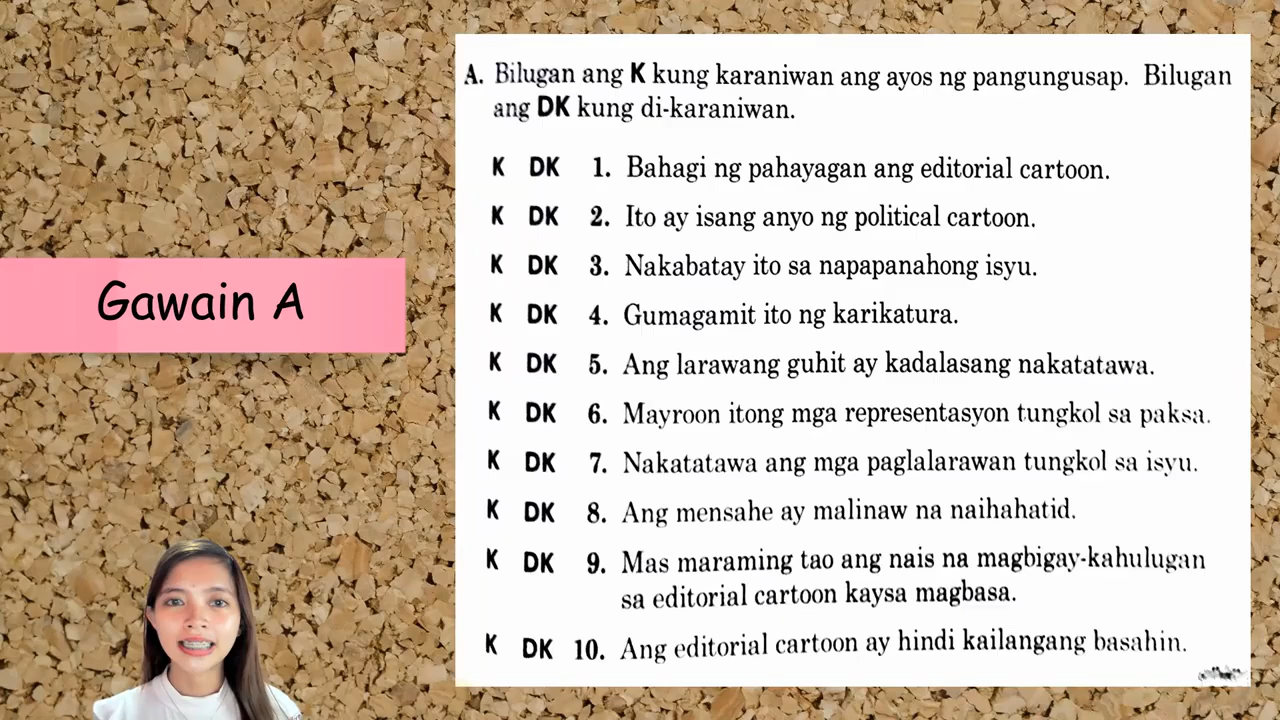 Gawain A
A. Bilugan ang K kung karaniwan ang ayos ng pangungusap. Bilugan
ang DK kung di-karaniwan.
K DK 1. Bahagi ng pahayagan ang editorial cartoon.
K DK 2. Ito ay isang anyo ng political cartoon.
K DK 3. Nakabatay ito sa napapanahong isyu.
K DK 4. Gumagamit ito ng karikatura.
K DK 5. Ang larawang guhit ay kadalasang nakatatawa.
K DK 6. Mayroon itong mga representasyon tungkol sa paksa.
K DK 7. Nakatatawa ang mga paglalarawan tungkol sa isyu.
K DK 8. Ang mensahe ay malinaw na naihahatid.
K DK 9. Mas maraming tao ang nais na magbigay-kahulugan
sa editorial cartoon kaysa magbasa.
K DK 10. Ang editorial cartoon ay hindi kailangang basahin.